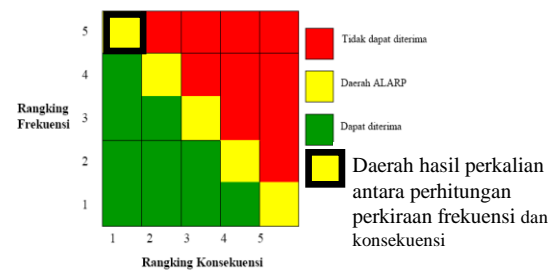 5
4
3
2
1
Rangking
Frekuensi
1 2 3 4 5
Rangking Konsekuensi
Tidak dapat diterima
Daerah ALARP
Dapat diterima
Daerah hasil perkalian
antara perhitungan
perkiraan frekuensi dan
konsekuensi